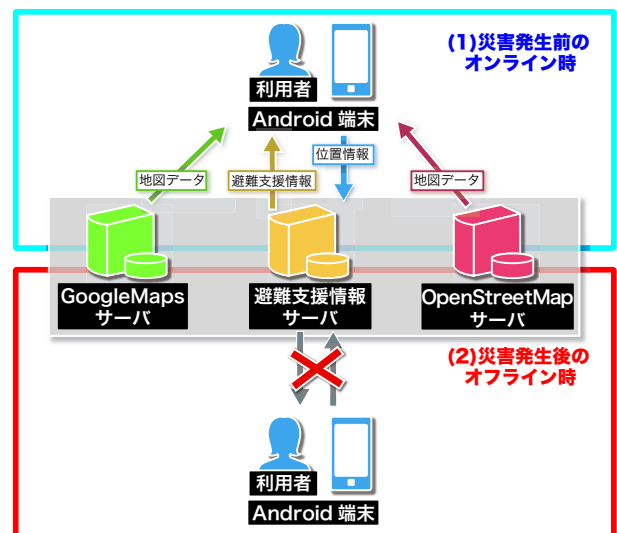 (1)災害発生前の
オンライン時
利用者
Android 端末
位置情報
地図データ
避難支援情報
地図データ
GoogleMaps
サーバ
避難支援情報
サーバ
OpenStreetMap
サーバ
(2)災害発生後の
オフライン時
利用者
Android 端末